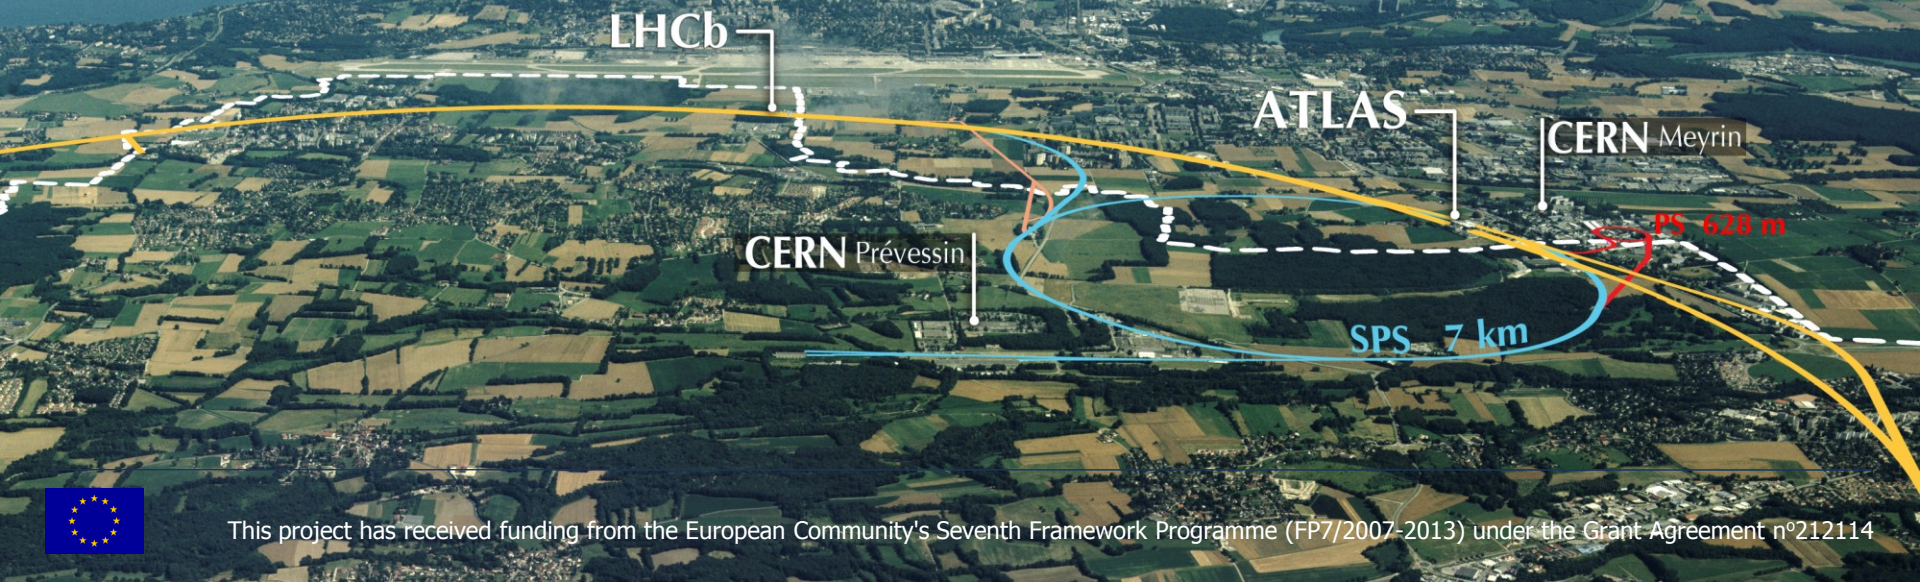 LHCb
ATLAS
CERN Meyrin
PS 628 m
CERN Prévessin
SPS 7 km
This project has received funding from the European Community's Seventh Framework Programme (FP7/2007-2013) under the Grant Agreement nº212114